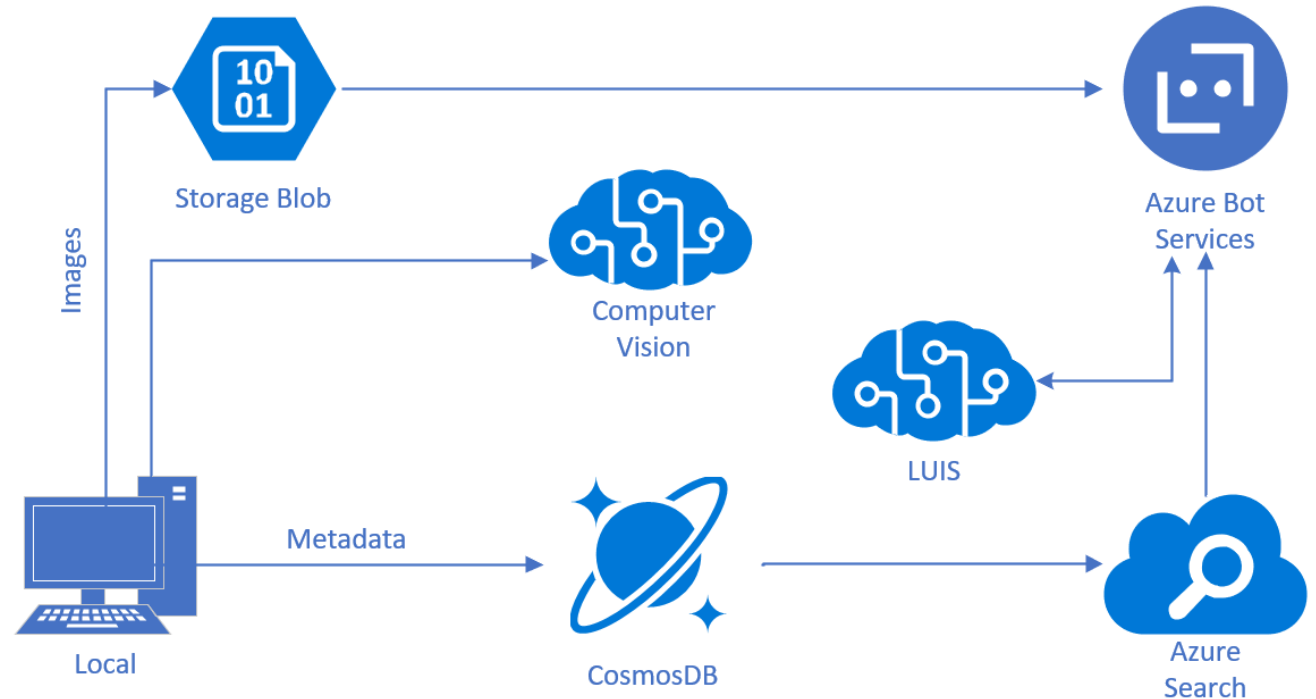 10
01
Storage Blob
Azure Bot
Services
Images
Computer
Vision
LUIS
Metadata
Local
CosmosDB
Azure
Search